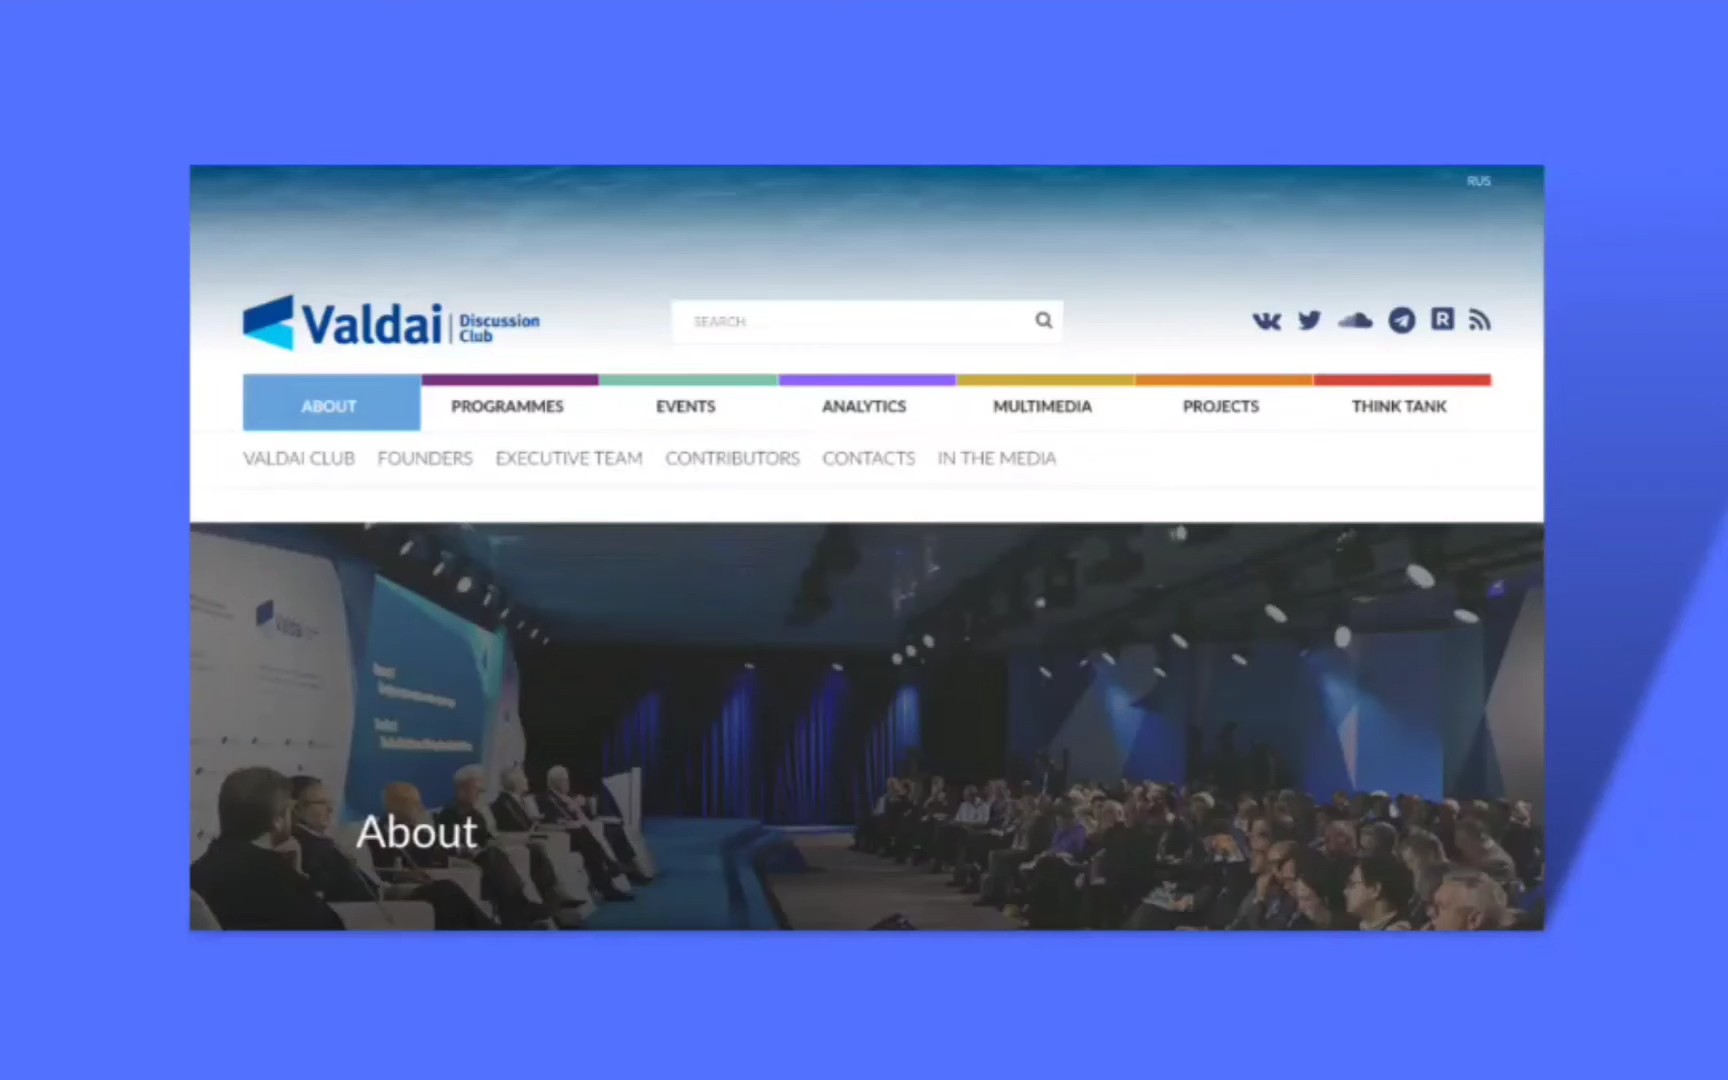 RUS
Valdai Discussion Club
SEARCH
ABOUT PROGRAMMES EVENTS ANALYTICS MULTIMEDIA PROJECTS THINK TANK
VALDAI CLUB FOUNDERS EXECUTIVE TEAM CONTRIBUTORS CONTACTS IN THE MEDIA
Valdai
About